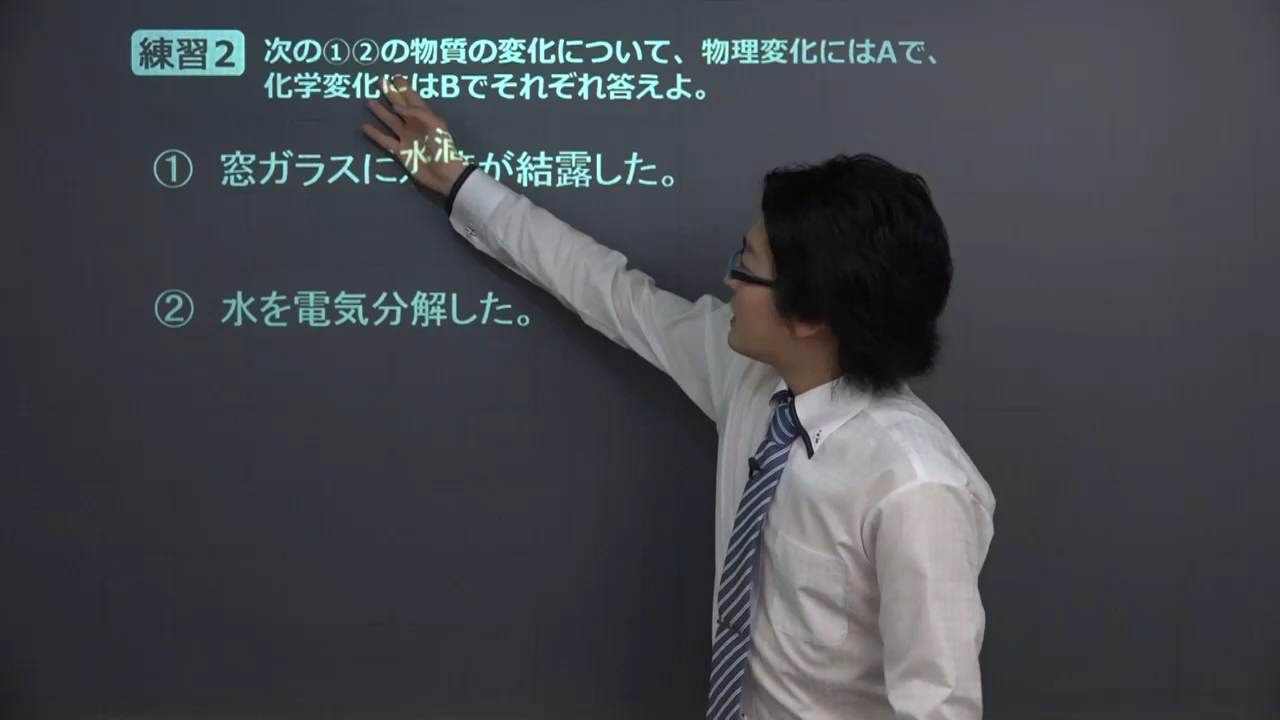 練習2
次の①②の物質の変化について、物理変化にはAで、
化学変化にはBでそれぞれ答えよ。
① 窓ガラスに水滴が結露した。
② 水を電気分解した。